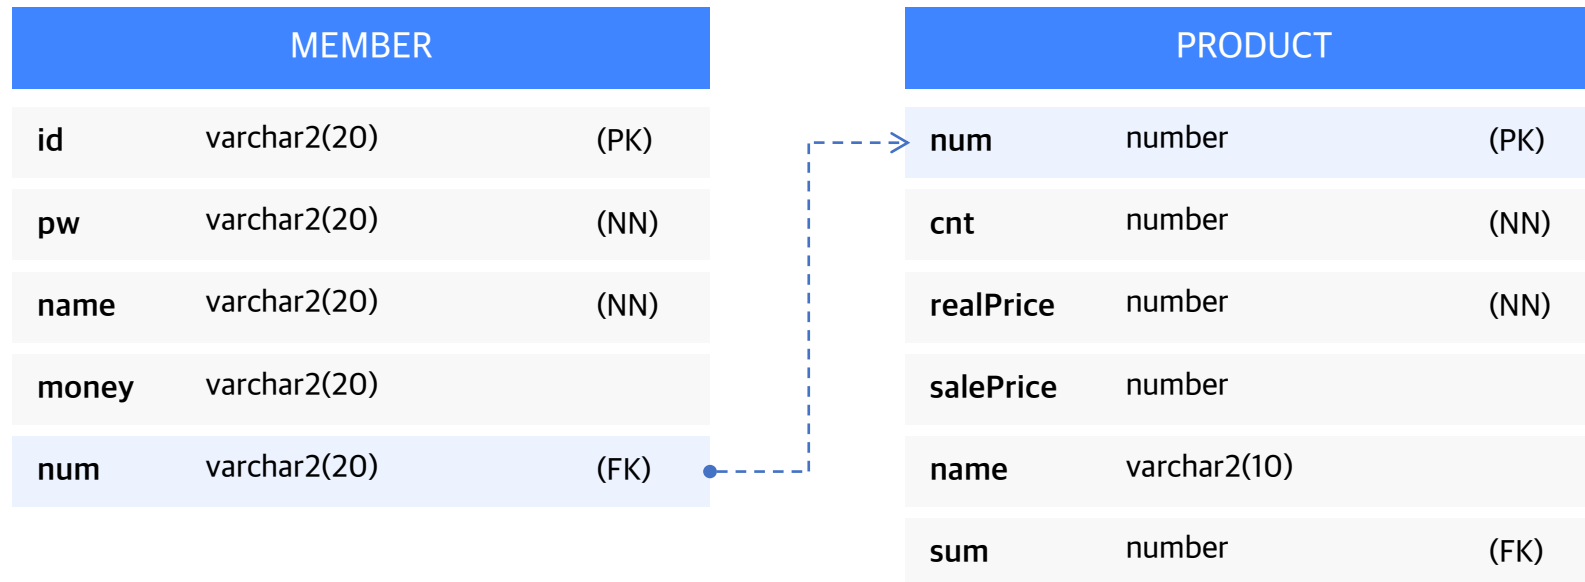 MEMBER
id varchar2(20) (PK)
pw varchar2(20) (NN)
name varchar2(20) (NN)
money varchar2(20)
num varchar2(20) (FK)
PRODUCT
num number (PK)
cnt number (NN)
realPrice number (NN)
salePrice number
name varchar2(10)
sum number (FK)